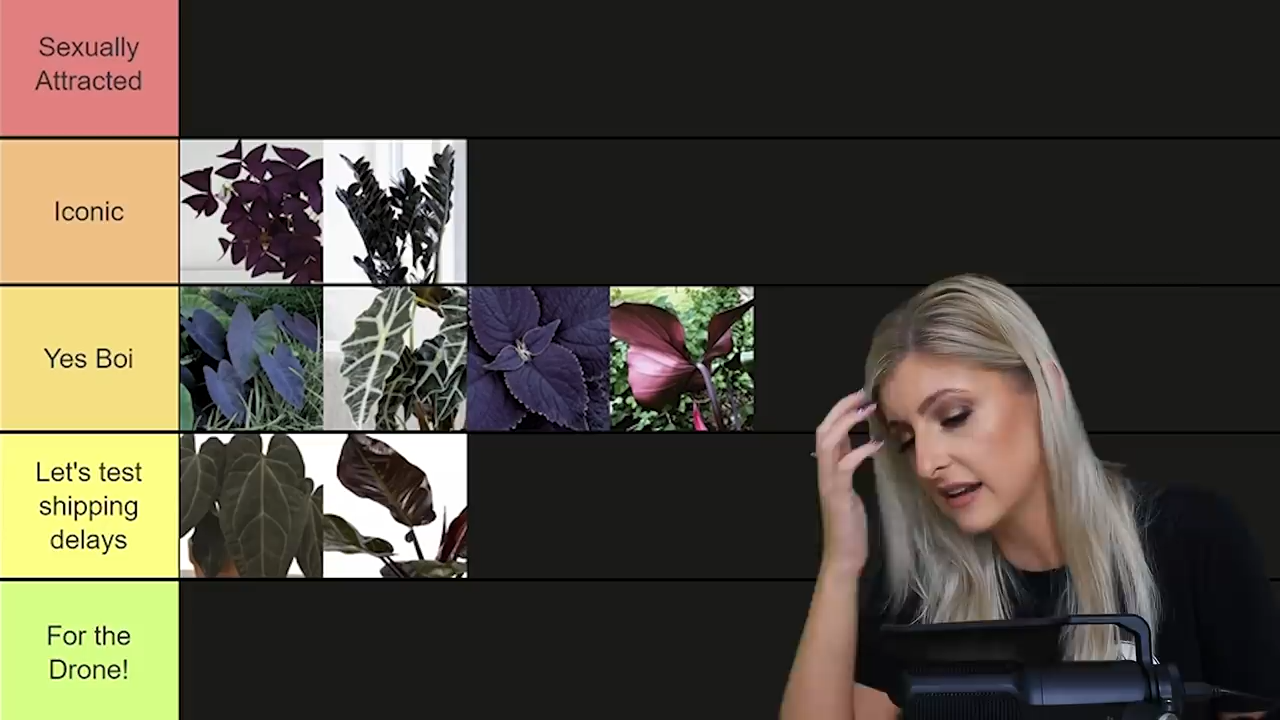 Sexually
Attracted
Iconic
Yes Boi
Let's test
shipping
delays
For the
Drone!